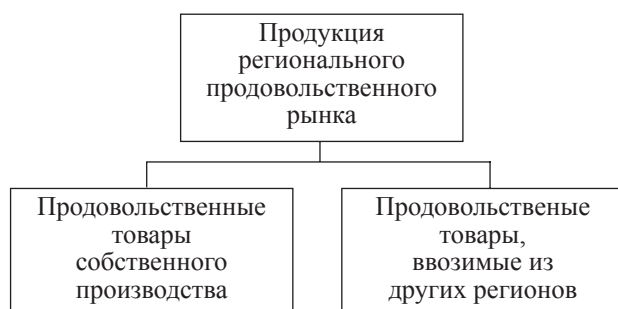 Продукция
регионального
продовольственного
рынка
Продовольственные
товары
собственного
производства
Продовольственые
товары,
ввозимые из
других регионов